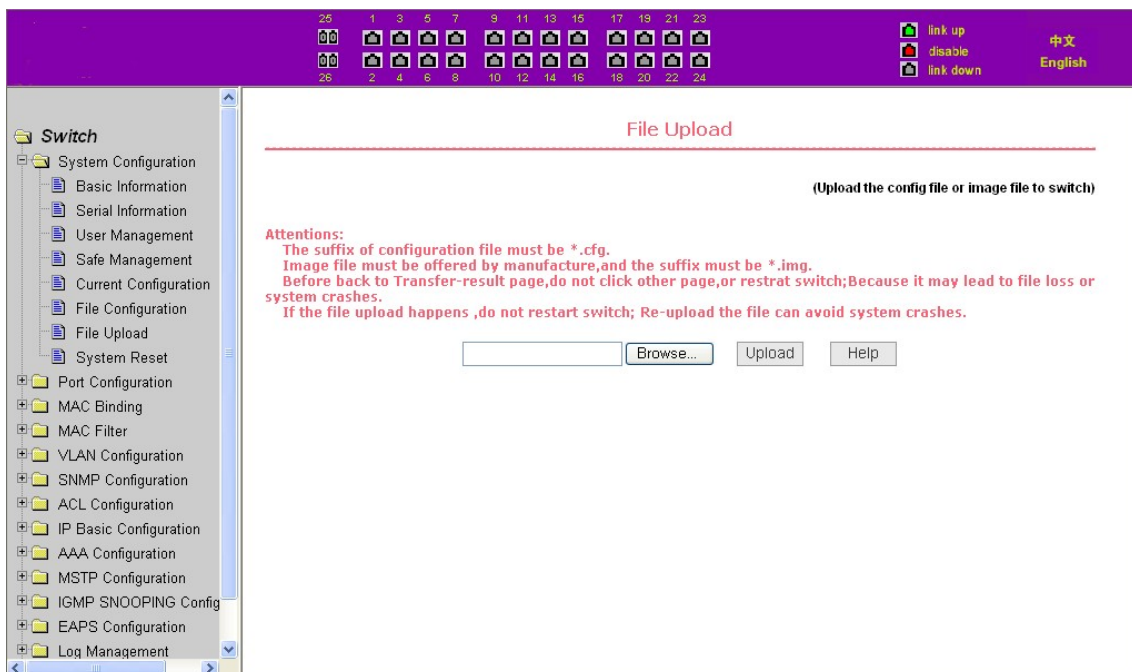 25 1 3 5 7 9 11 13 15 17 19 21 23
26 2 4 6 8 10 12 14 16 18 20 22 24
link up
disable
link down
中文
English
Switch
System Configuration
Basic Information
Serial Information
User Management
Safe Management
Current Configuration
File Configuration
File Upload
System Reset
Port Configuration
MAC Binding
MAC Filter
VLAN Configuration
SNMP Configuration
ACL Configuration
IP Basic Configuration
AAA Configuration
MSTP Configuration
IGMP SNOOPING Config
EAPS Configuration
Log Management
File Upload
(Upload the config file or image file to switch)
Attentions:
The suffix of configuration file must be *.cfg.
Image file must be offered by manufacture,and the suffix must be *.img.
Before back to Transfer-result page,do not click other page,or restrat switch;Because it may lead to file loss or
system crashes.
If the file upload happens ,do not restart switch; Re-upload the file can avoid system crashes.
Browse... Upload Help